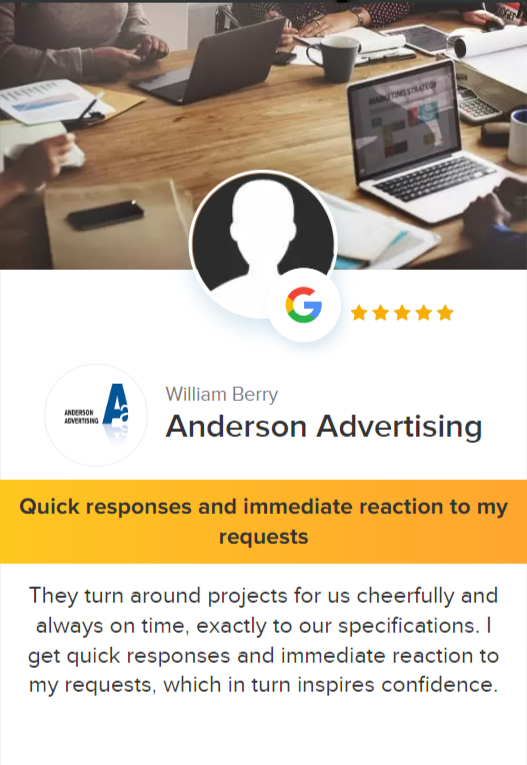 MARKETING STRATEGY
William Berry
ANDERSON
ADVERTISING
Aa
Anderson Advertising
Quick responses and immediate reaction to my
requests
They turn around projects for us cheerfully and
always on time, exactly to our specifications. I
get quick responses and immediate reaction to
my requests, which in turn inspires confidence.